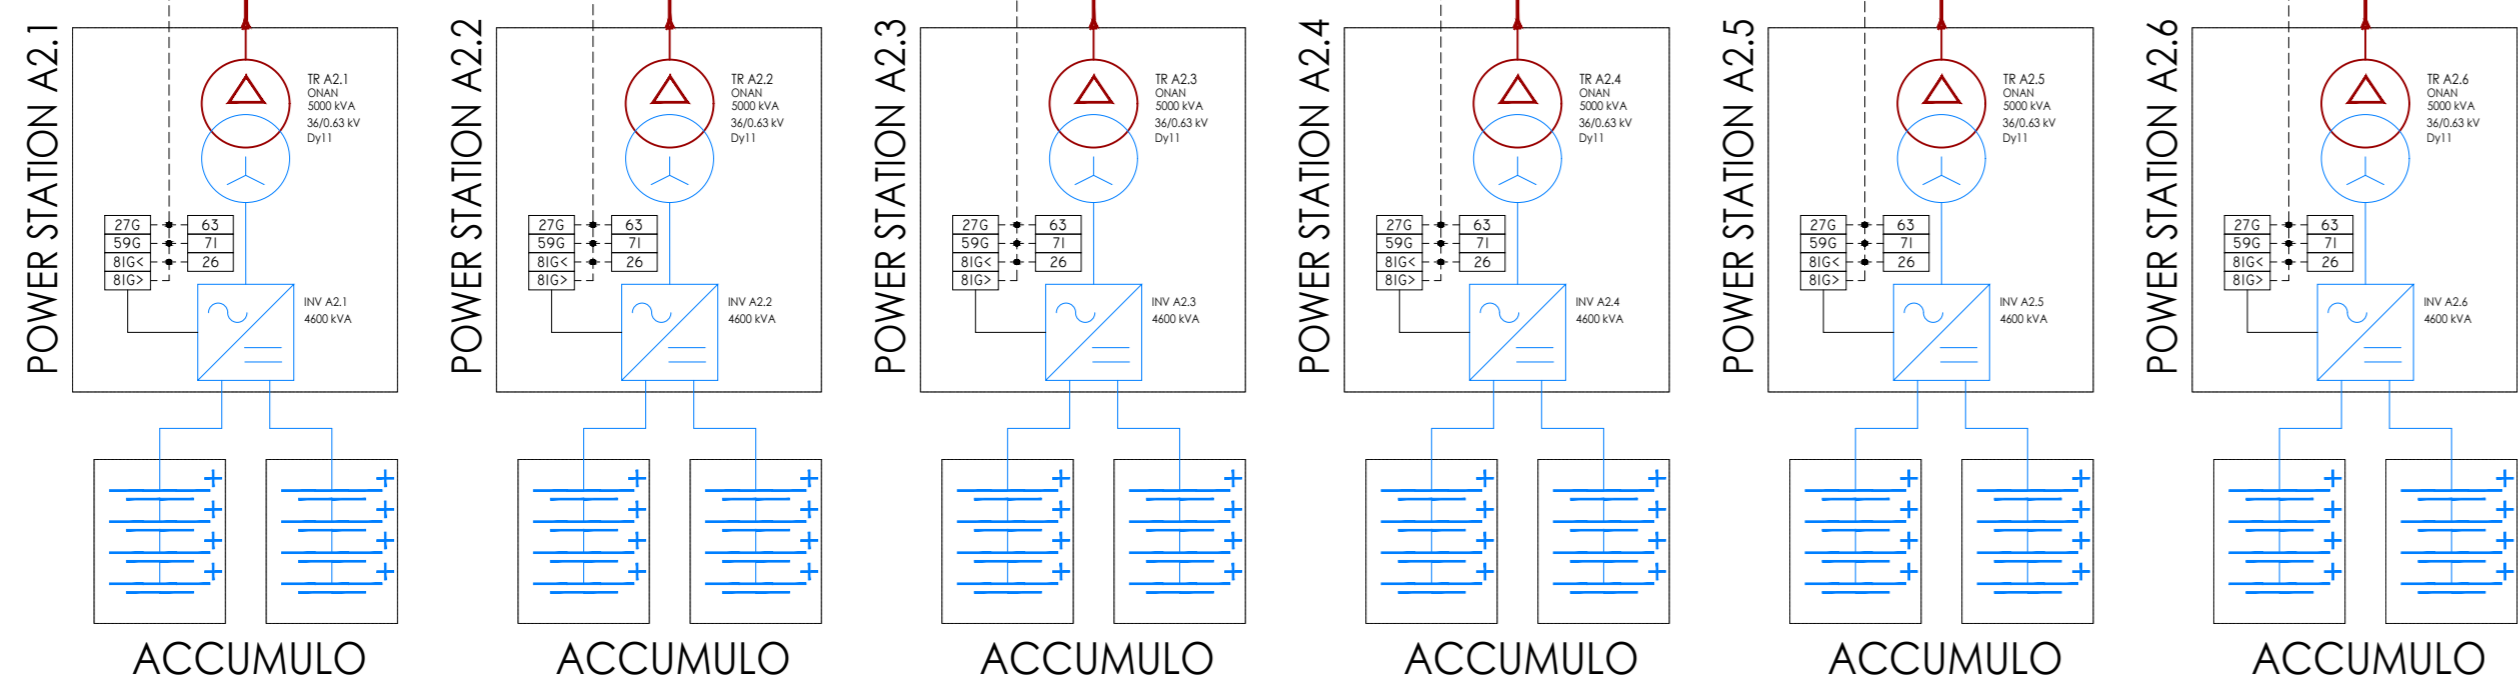 POWER STATION A2.1
TR A2.1
ONAN
5000 kVA
36/0.63 kV
Dy11
27G
59G
81G<
81G>
63
71
26
INV A2.1
4600 kVA
ACCUMULO
POWER STATION A2.2
TR A2.2
ONAN
5000 kVA
36/0.63 kV
Dy11
27G
59G
81G<
81G>
63
71
26
INV A2.2
4600 kVA
ACCUMULO
POWER STATION A2.3
TR A2.3
ONAN
5000 kVA
36/0.63 kV
Dy11
27G
59G
81G<
81G>
63
71
26
INV A2.3
4600 kVA
ACCUMULO
POWER STATION A2.4
TR A2.4
ONAN
5000 kVA
36/0.63 kV
Dy11
27G
59G
81G<
81G>
63
71
26
INV A2.4
4600 kVA
ACCUMULO
POWER STATION A2.5
TR A2.5
ONAN
5000 kVA
36/0.63 kV
Dy11
27G
59G
81G<
81G>
63
71
26
INV A2.5
4600 kVA
ACCUMULO
POWER STATION A2.6
TR A2.6
ONAN
5000 kVA
36/0.63 kV
Dy11
27G
59G
81G<
81G>
63
71
26
INV A2.6
4600 kVA
ACCUMULO